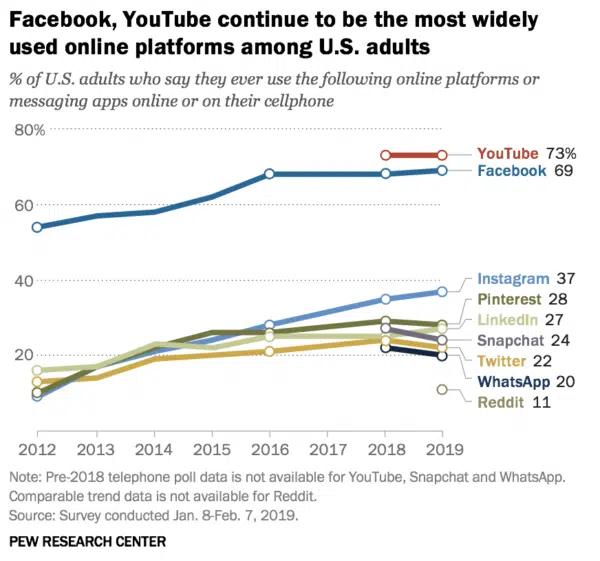 Facebook, YouTube continue to be the most widely
used online platforms among U.S. adults
% of U.S. adults who say they ever use the following online platforms or
messaging apps online or on their cellphone
80%
YouTube 73%
Facebook 69
60
40
Instagram 37
Pinterest 28
LinkedIn 27
Snapchat 24
20
Twitter 22
WhatsApp 20
Reddit 11
2012 2013 2014 2015 2016 2017 2018 2019
Note: Pre-2018 telephone poll data is not available for YouTube, Snapchat and WhatsApp.
Comparable trend data is not available for Reddit.
Source: Survey conducted Jan. 8-Feb. 7, 2019.
PEW RESEARCH CENTER